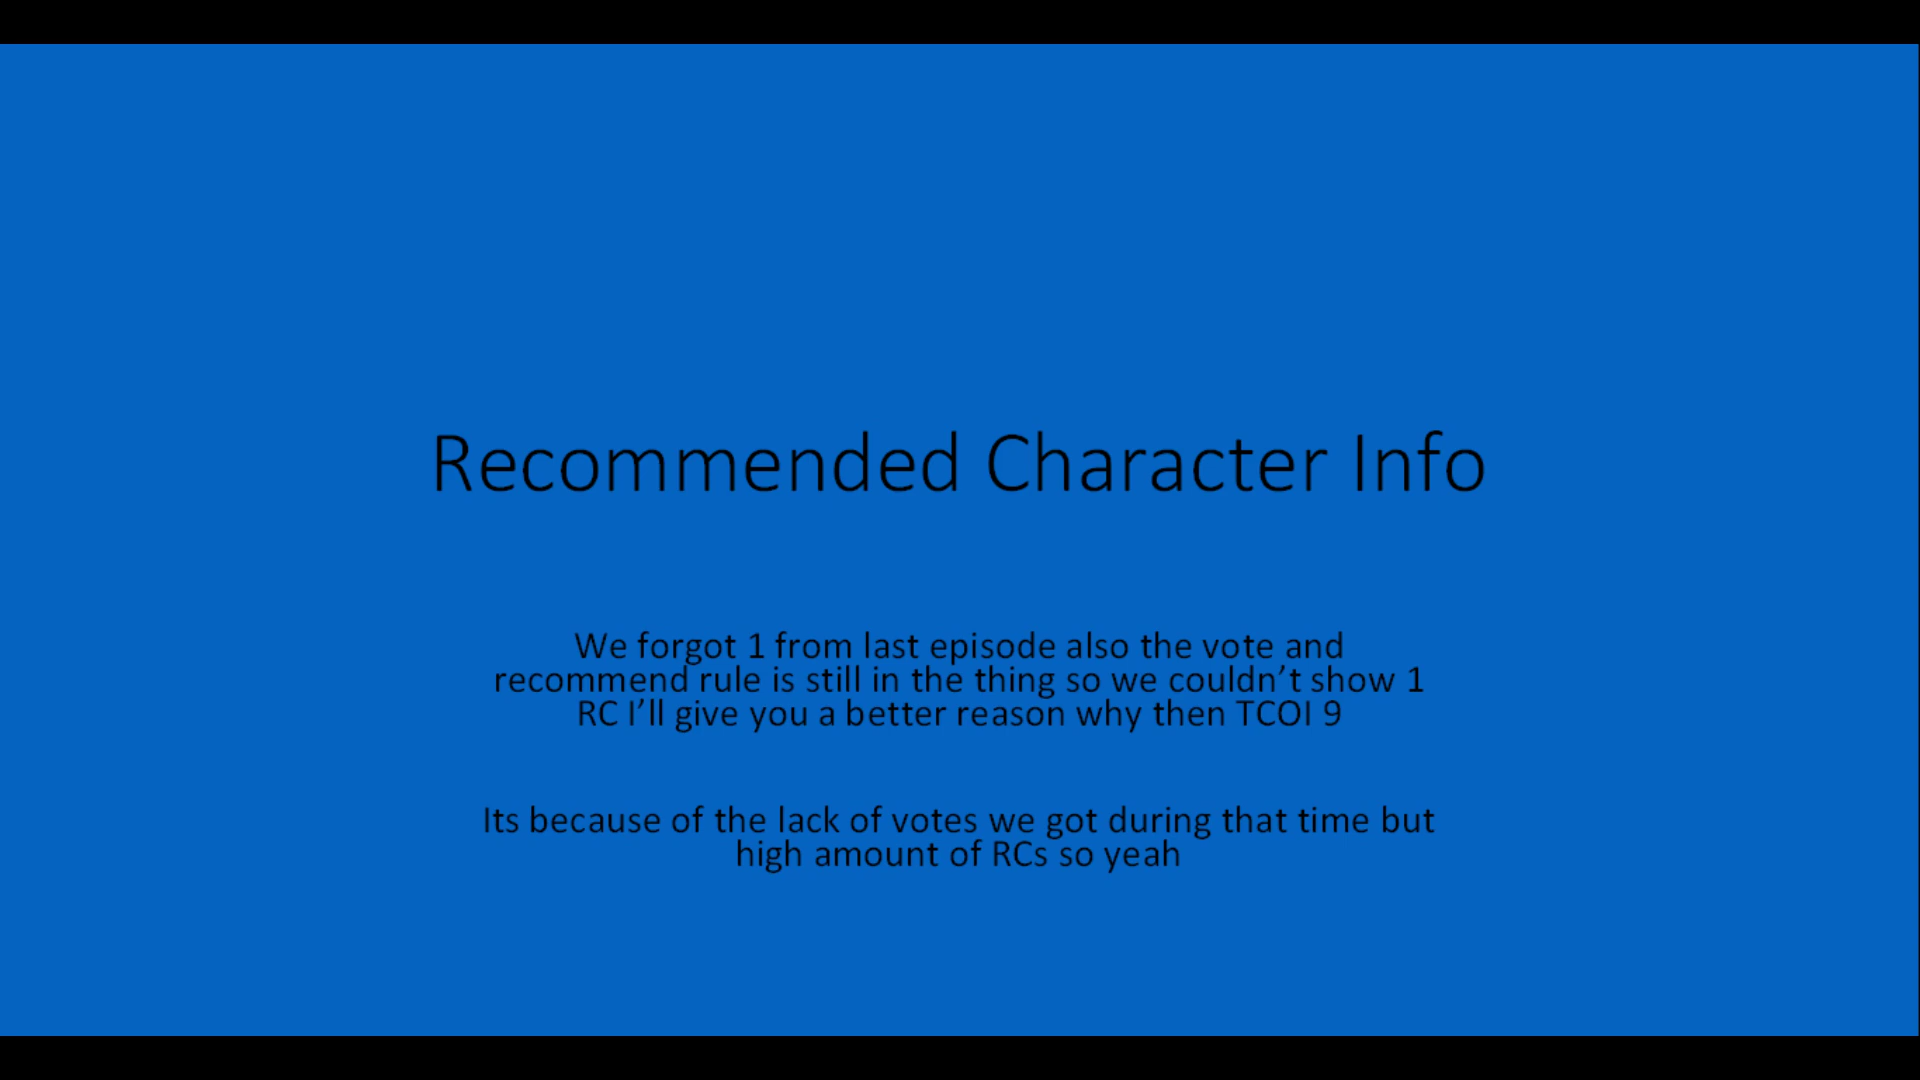 Recommended Character Info
We forgot 1 from last episode also the vote and
recommend rule is still in the thing so we couldn’t show 1
RC I’ll give you a better reason why then TCOI 9
Its because of the lack of votes we got during that time but
high amount of RCs so yeah